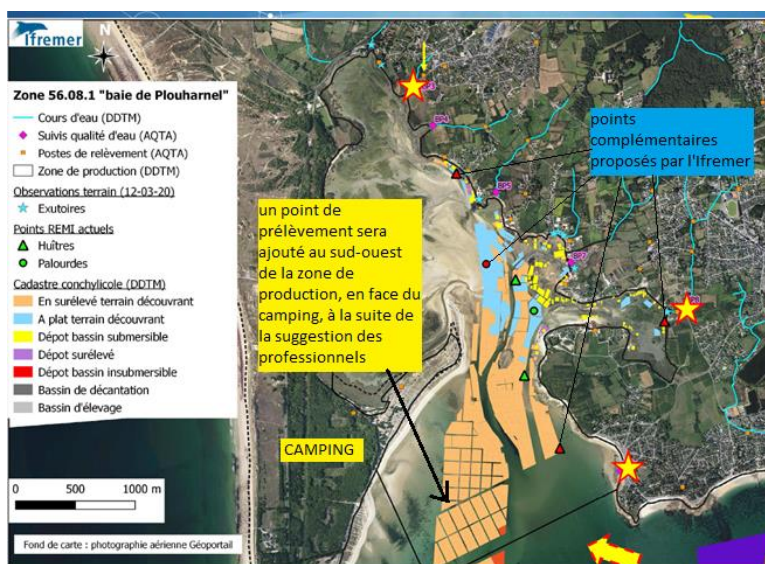 Ifremer
N
Zone 56.08.1 "baie de Plouharnel"
Cours d'eau (DDTM)
Suivis qualité d'eau (AQTA)
Postes de relèvement (AQTA)
Zone de production (DDTM)
Observations terrain (12-03-20)
Exutoires
Points REMI actuels
Huîtres
Palourdes
Cadastre conchylicole (DDTM)
En surélevé terrain découvrant
A plat terrain découvrant
Dépot bassin submersible
Dépot surélevé
Dépot bassin insubmersible
Bassin de décantation
Bassin d'élevage
0 500 1000 m
Fond de carte : photographie aérienne Géoportail
BP4
BP5
BP7
points
complémentaires
proposés par l'Ifremer
un point de
prélèvement sera
ajouté au sud-ouest
de la zone de
production, en face du
camping, à la suite de
la suggestion des
professionnels
CAMPING